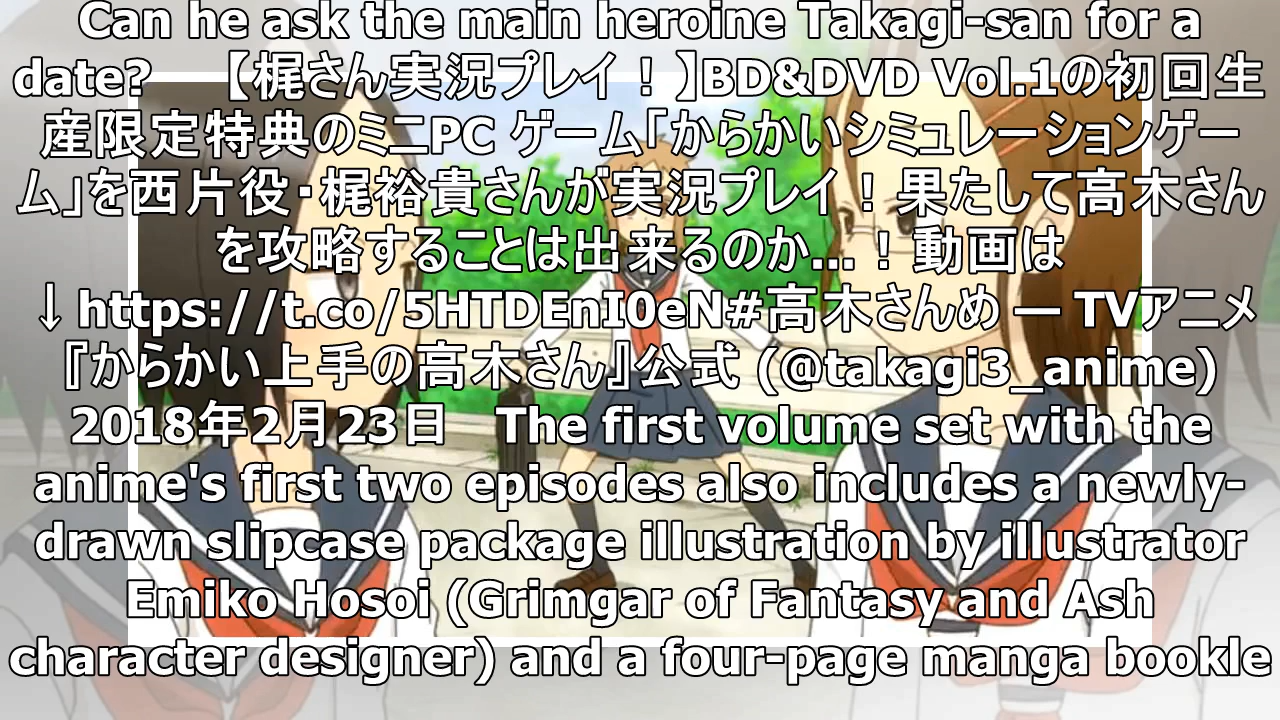 Can he ask the main heroine Takagi-san for a
date?　【梶さん実況プレイ！】BD&DVD Vol.1の初回生
産限定特典のミニPC ゲーム「からかいシミュレーションゲー
ム」を西片役・梶裕貴さんが実況プレイ！果たして高木さん
を攻略することは出来るのか…！動画は
↓https://t.co/5HTDEnI0eN#高木さんめ — TVアニメ
『からかい上手の高木さん』公式 (@takagi3_anime)
2018年2月23日　The first volume set with the
anime's first two episodes also includes a newly-
drawn slipcase package illustration by illustrator
Emiko Hosoi (Grimgar of Fantasy and Ash
character designer) and a four-page manga bookle